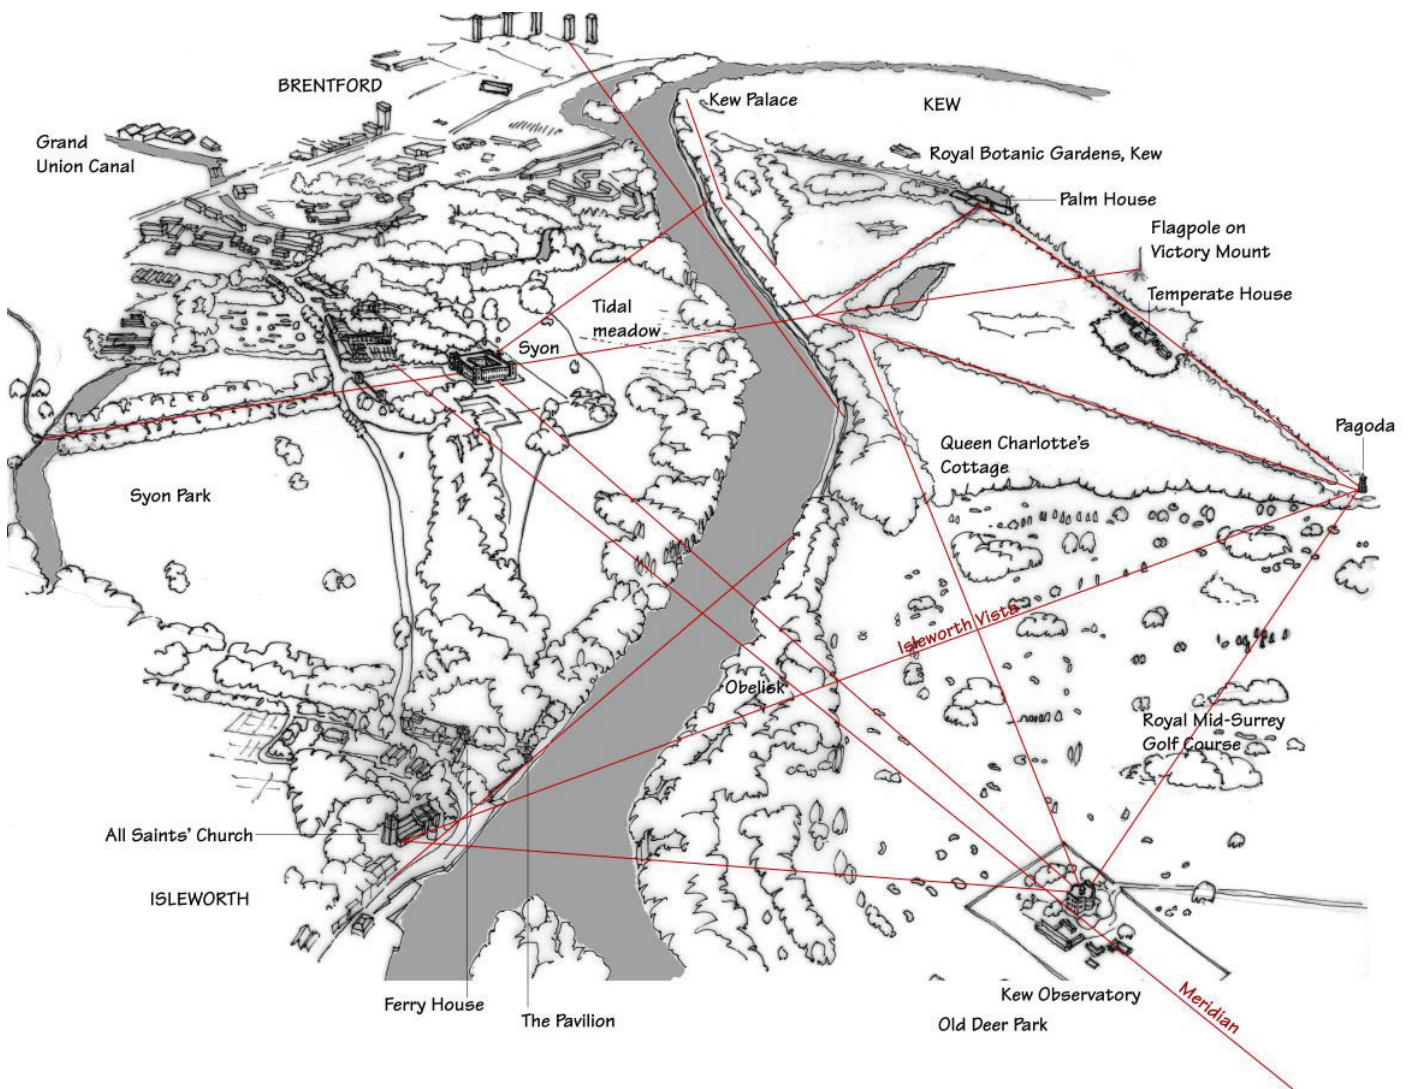 BRENTFORD
Kew Palace
KEW
Grand
Union Canal
Royal Botanic Gardens, Kew
Palm House
Flagpole on
Victory Mount
Temperate House
Tidal
meadow
Syon
Pagoda
Queen Charlotte's
Cottage
Syon Park
Isleworth Vista
Obelisk
Royal Mid-Surrey
Golf Course
All Saints' Church
ISLEWORTH
Ferry House
The Pavilion
Kew Observatory
Old Deer Park
Meridian